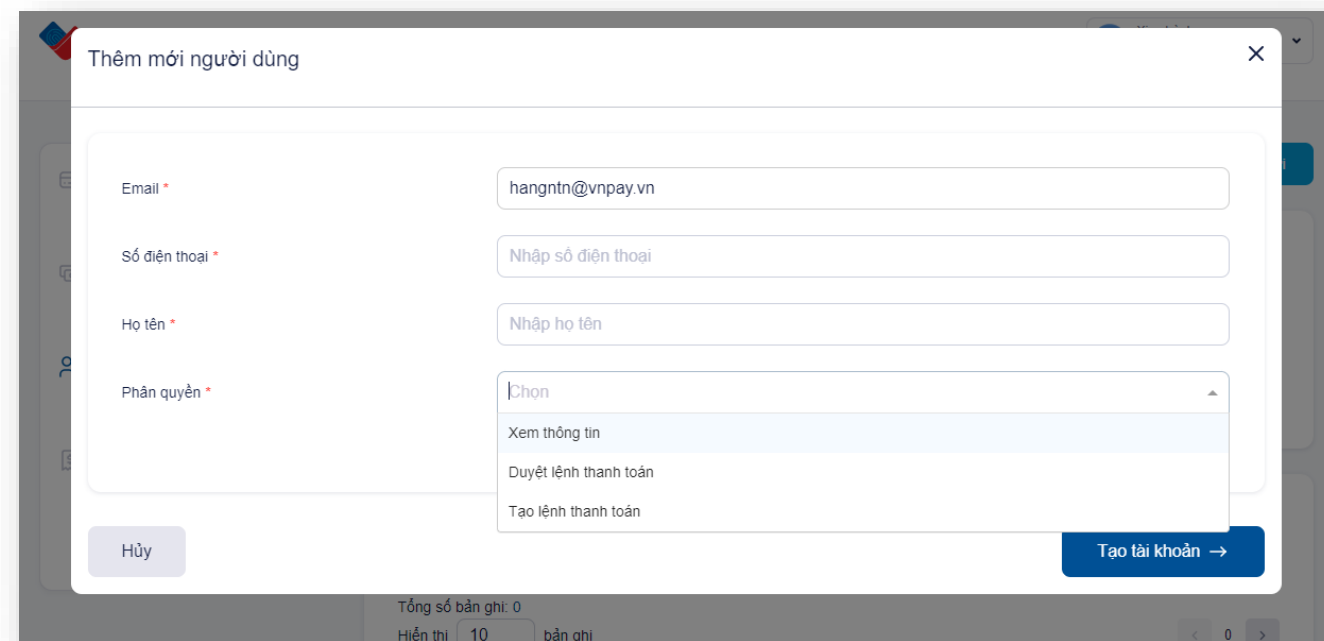 Thêm mới người dùng
Email *
hangntn@vnpay.vn
Số điện thoại *
Nhập số điện thoại
Họ tên *
Nhập họ tên
Phân quyền *
Chọn
Xem thông tin
Duyệt lệnh thanh toán
Tạo lệnh thanh toán
Hủy
Tạo tài khoản →
Tổng số bản ghi: 0
Hiển thị 10 bản ghi
0